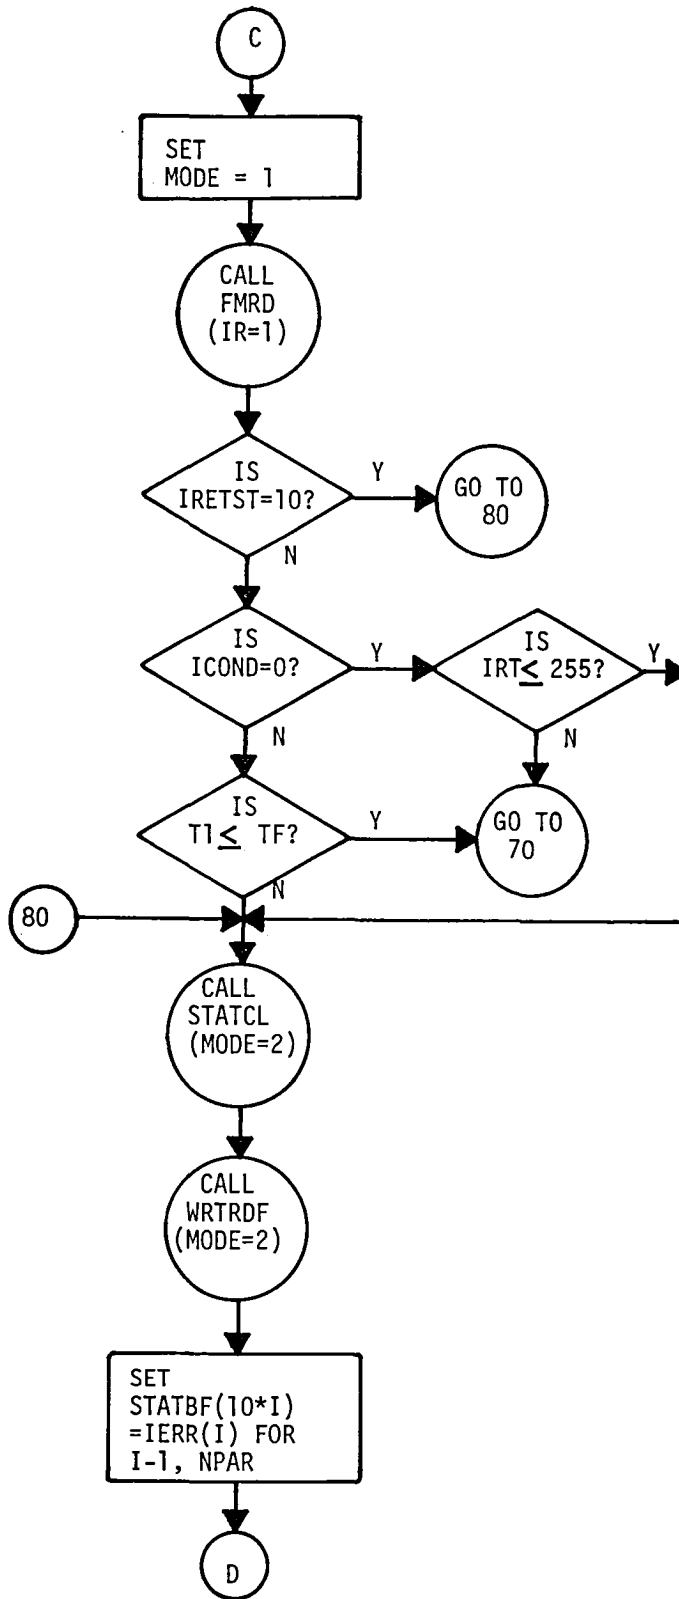 C
SET
MODE = 1
CALL
FMRD
(IR=1)
IS
IRETST=10?
Y
GO TO
80
N
IS
ICOND=0?
Y
IS
IRT≤ 255?
Y
N
N
IS
T1≤ TF?
Y
GO TO
70
N
80
CALL
STATCL
(MODE=2)
CALL
WRTRDF
(MODE=2)
SET
STATBF(10*I)
=IERR(I) FOR
I-1, NPAR
D